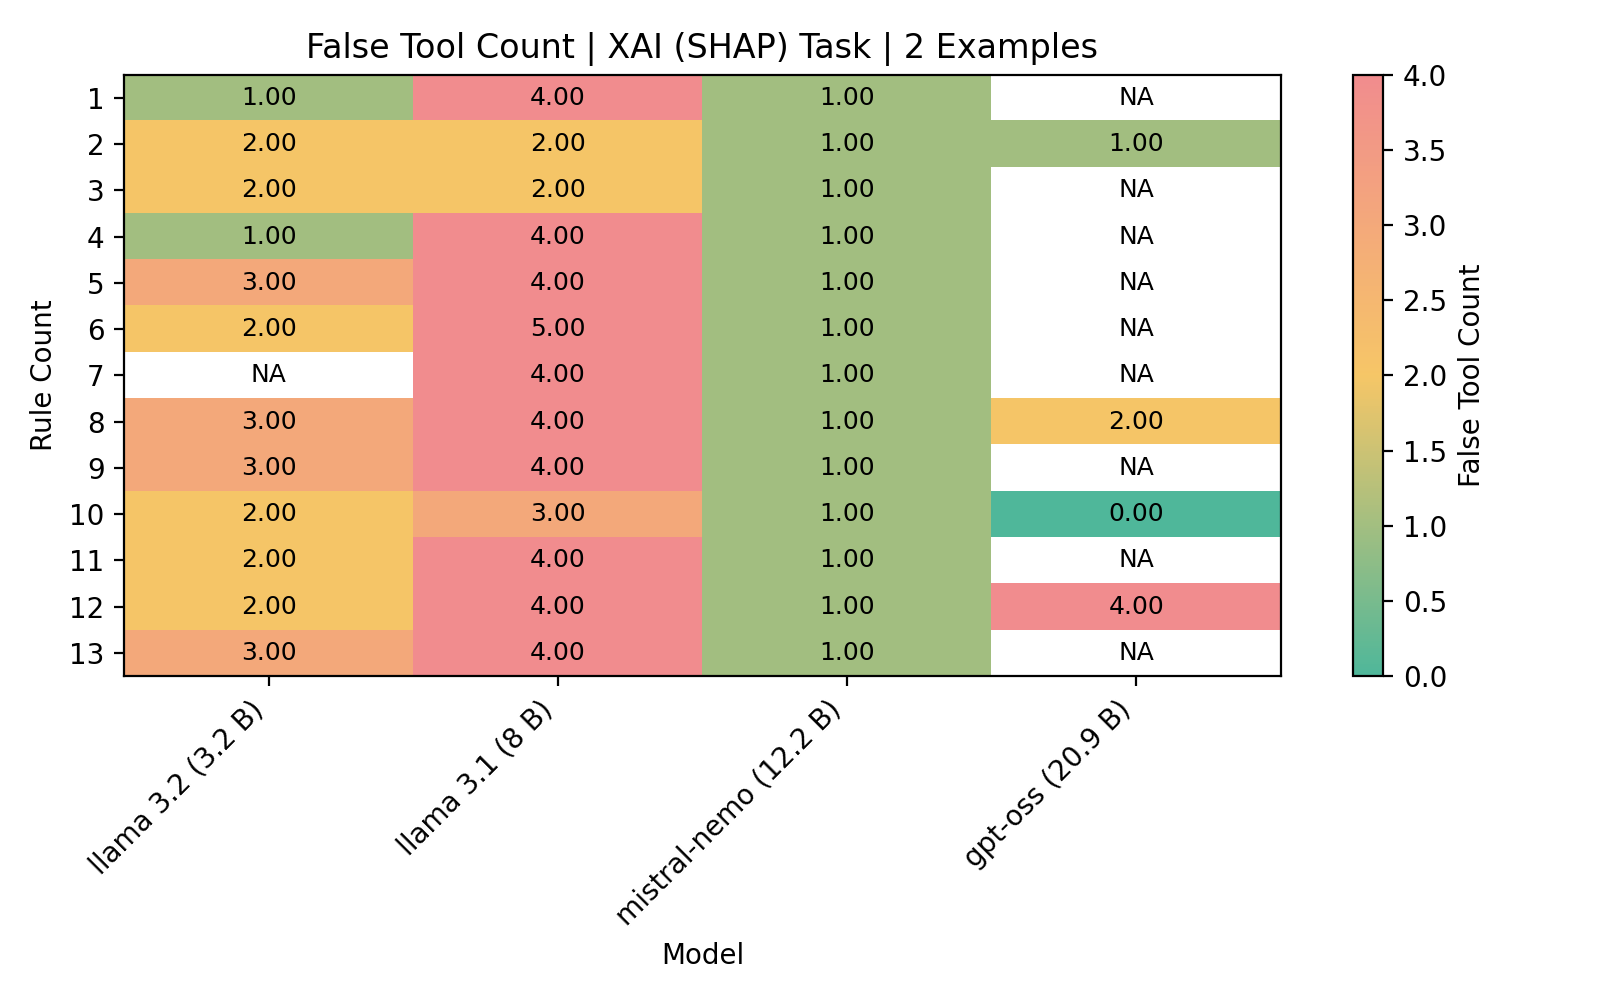 False Tool Count | XAI (SHAP) Task | 2 Examples
Rule Count
1 1.00 4.00 1.00 NA
2 2.00 2.00 1.00 1.00
3 2.00 2.00 1.00 NA
4 1.00 4.00 1.00 NA
5 3.00 4.00 1.00 NA
6 2.00 5.00 1.00 NA
7 NA 4.00 1.00 NA
8 3.00 4.00 1.00 2.00
9 3.00 4.00 1.00 NA
10 2.00 3.00 1.00 0.00
11 2.00 4.00 1.00 NA
12 2.00 4.00 1.00 4.00
13 3.00 4.00 1.00 NA
llama 3.2 (3.2 B)
llama 3.1 (8 B)
mistral-nemo (12.2 B)
gpt-oss (20.9 B)
Model
4.0
3.5
3.0
2.5
2.0
1.5
1.0
0.5
0.0
False Tool Count